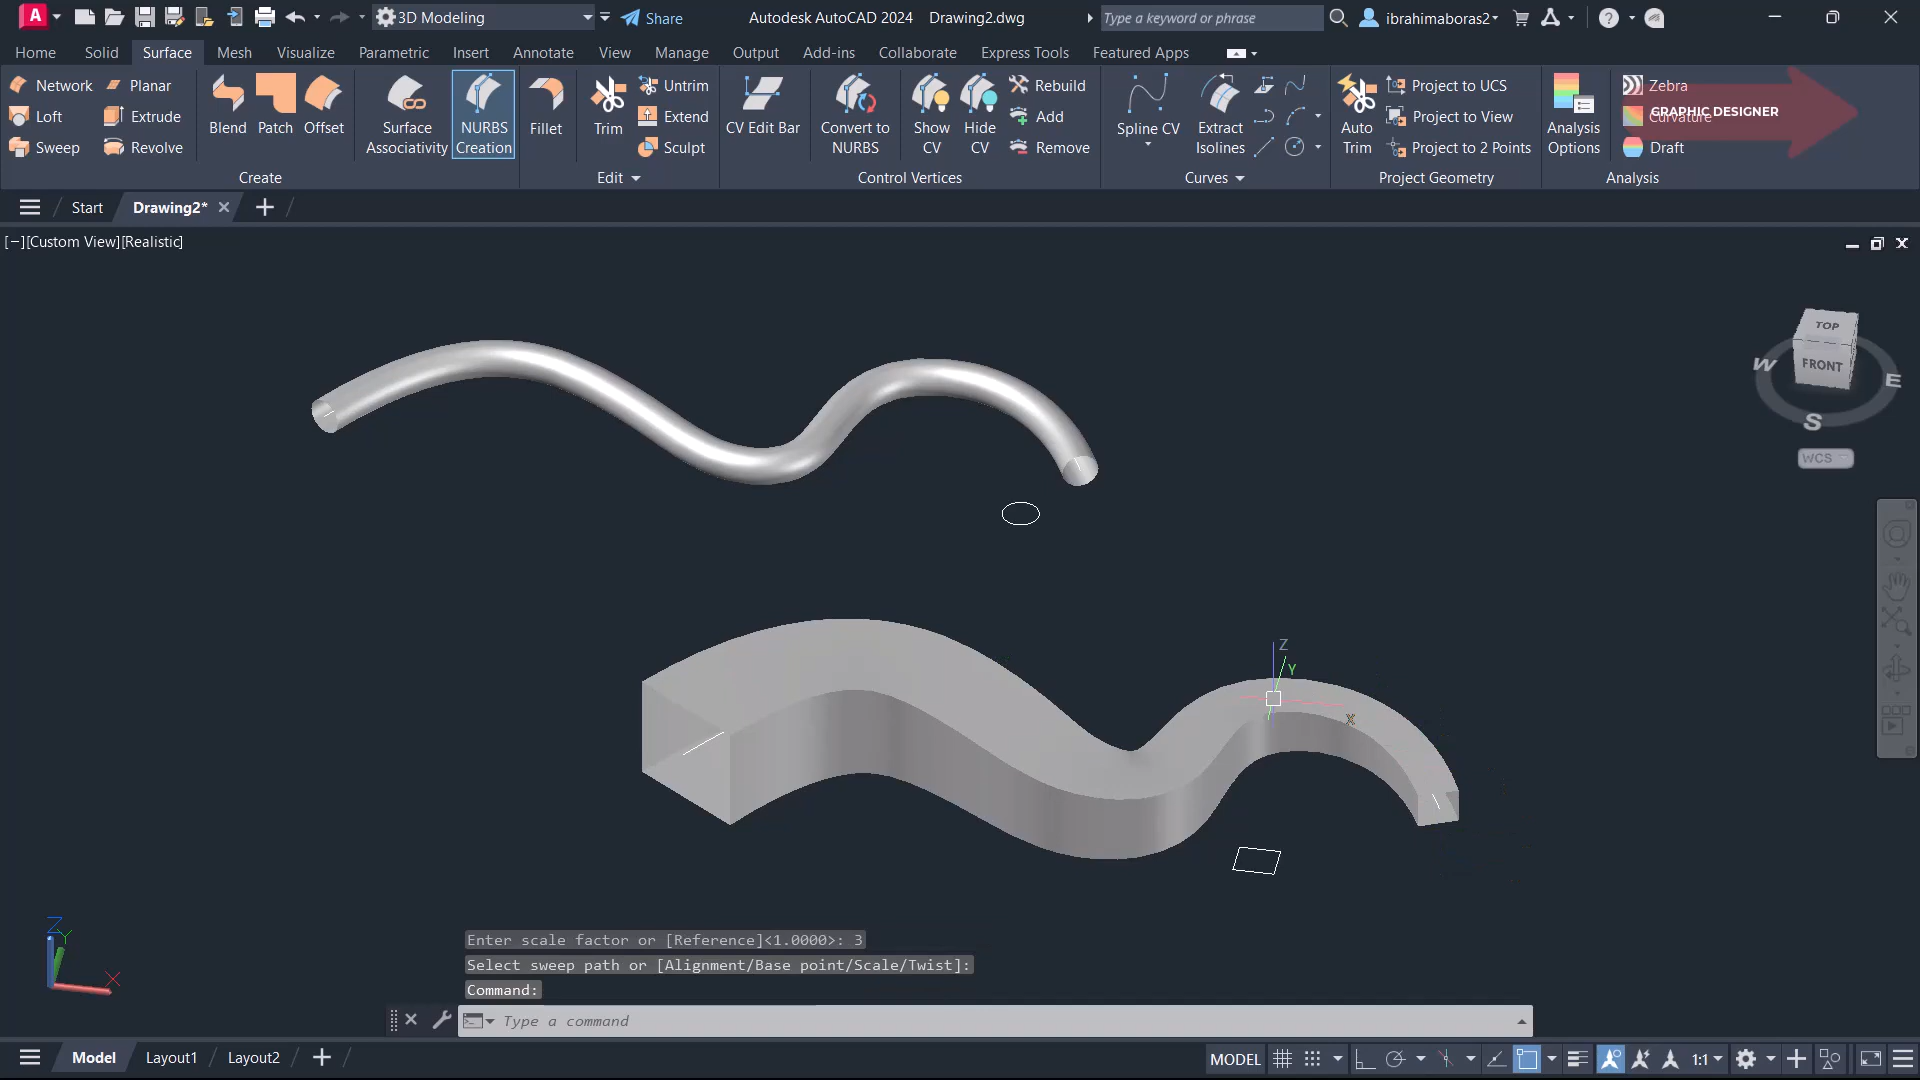 A 3D Modeling Share Autodesk AutoCAD 2024 Drawing2.dwg Type a keyword or phrase ibrahimaboras2 ?
Home Solid Surface Mesh Visualize Parametric Insert Annotate View Manage Output Add-ins Collaborate Express Tools Featured Apps
Network Planar
Loft Extrude
Sweep Revolve
Blend Patch Offset
Surface Associativity
NURBS Creation
Create
Fillet
Trim
Untrim
Extend
Sculpt
Edit
CV Edit Bar
Convert to NURBS
Show CV
Hide CV
Rebuild
Add
Remove
Control Vertices
Spline CV
Extract Isolines
Curves
Auto Trim
Project to UCS
Project to View
Project to 2 Points
Project Geometry
Analysis Options
Zebra
Curvature
GRAPHIC DESIGNER
Draft
Analysis
Start Drawing2*
[−][Custom View][Realistic]
TOP
FRONT
W
E
S
WCS
Z
Y
X
Z
Y
X
Enter scale factor or [Reference]<1.0000>: 3
Select sweep path or [Alignment/Base point/Scale/Twist]:
Command:
Type a command
Model Layout1 Layout2
MODEL 1:1